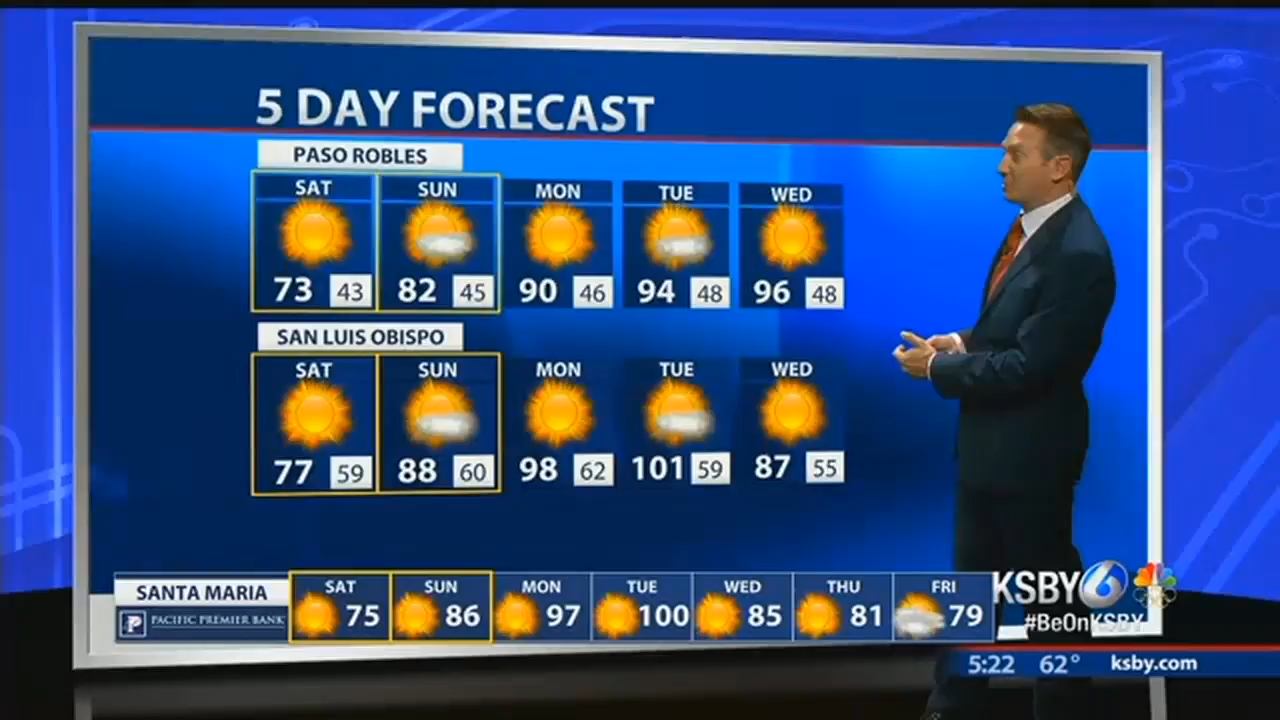 5 DAY FORECAST
PASO ROBLES
SAT SUN MON TUE WED
73 43 82 45 90 46 94 48 96 48
SAN LUIS OBISPO
SAT SUN MON TUE WED
77 59 88 60 98 62 101 59 87 55
SANTA MARIA
P PACIFIC PREMIER BANK
SAT SUN MON TUE WED THU FRI
75 86 97 100 85 81 79
KSBY 6
#BeOnKSBY
5:22 62° ksby.com